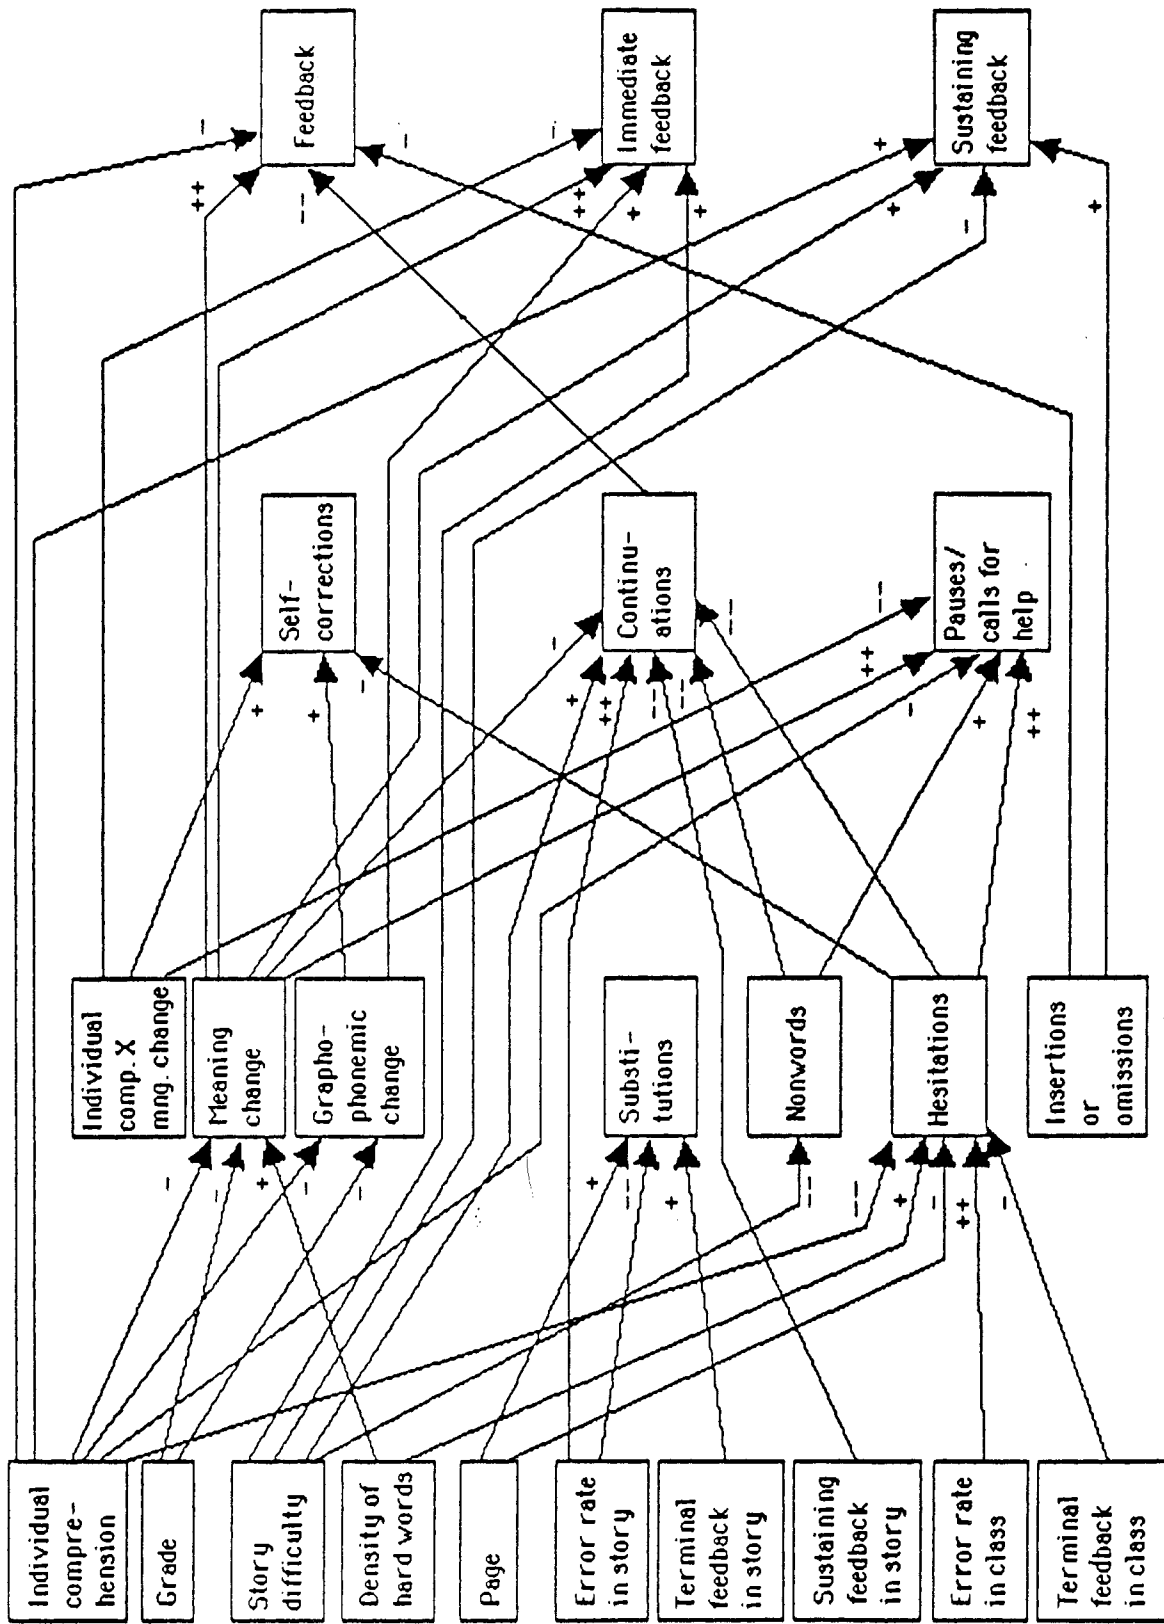 Individual
compre-
hension
Grade
Story
difficulty
Density of
hard words
Page
Error rate
in story
Terminal
feedback
in story
Sustaining
feedback
in story
Error rate
in class
Terminal
feedback
in class
Individual
comp. X
mng. change
Meaning
change
Grapho-
phonemic
change
Substi-
tutions
Nonwords
Hesitations
Insertions
or
omissions
Self-
corrections
Continu-
ations
Pauses/
calls for
help
Feedback
Immediate
feedback
Sustaining
feedback
-
-
+
-
-
+
--
+
--
--
+
-
++
-
+
+
-
-
+
++
--
--
--
--
++
-
+
++
-
++
--
-
-
++
+
+
+
+
-
+